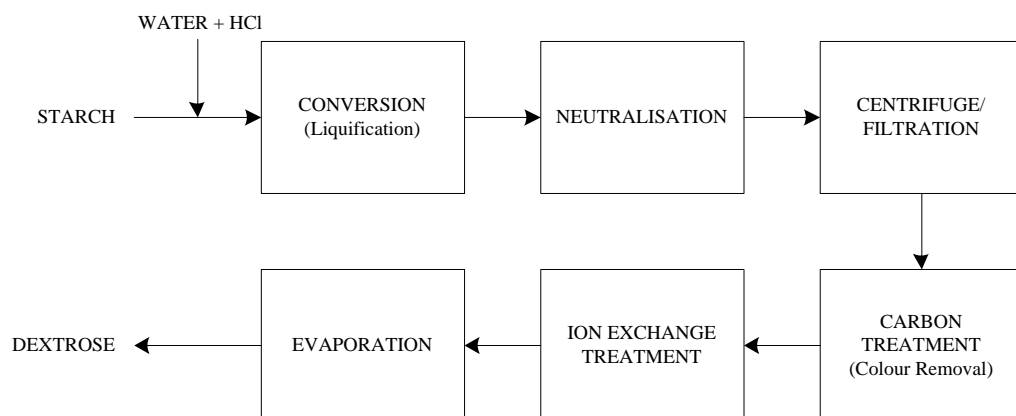 WATER + HCl
STARCH
CONVERSION
(Liquification)
NEUTRALISATION
CENTRIFUGE/
FILTRATION
CARBON
TREATMENT
(Colour Removal)
ION EXCHANGE
TREATMENT
EVAPORATION
DEXTROSE